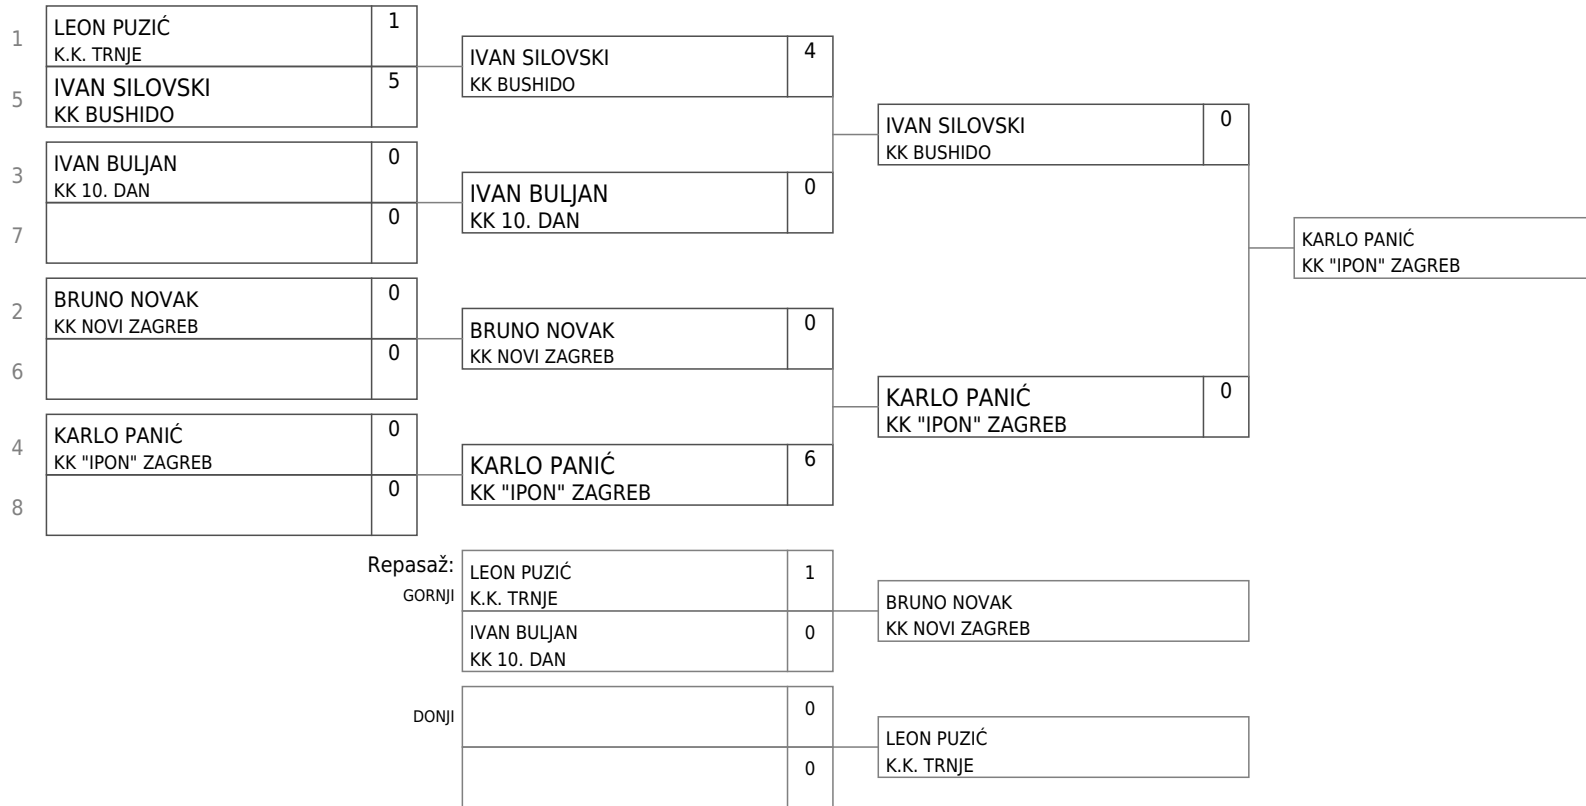 1
LEON PUZIĆ
K.K. TRNJE
1
5
IVAN SILOVSKI
KK BUSHIDO
5
3
IVAN BULJAN
KK 10. DAN
0
7
0
2
BRUNO NOVAK
KK NOVI ZAGREB
0
6
0
4
KARLO PANIĆ
KK "IPON" ZAGREB
0
8
0
IVAN SILOVSKI
KK BUSHIDO
4
IVAN BULJAN
KK 10. DAN
0
BRUNO NOVAK
KK NOVI ZAGREB
0
KARLO PANIĆ
KK "IPON" ZAGREB
6
IVAN SILOVSKI
KK BUSHIDO
0
KARLO PANIĆ
KK "IPON" ZAGREB
0
KARLO PANIĆ
KK "IPON" ZAGREB
Repasaž:
GORNJI
LEON PUZIĆ
K.K. TRNJE
1
IVAN BULJAN
KK 10. DAN
0
BRUNO NOVAK
KK NOVI ZAGREB
DONJI
0
0
LEON PUZIĆ
K.K. TRNJE